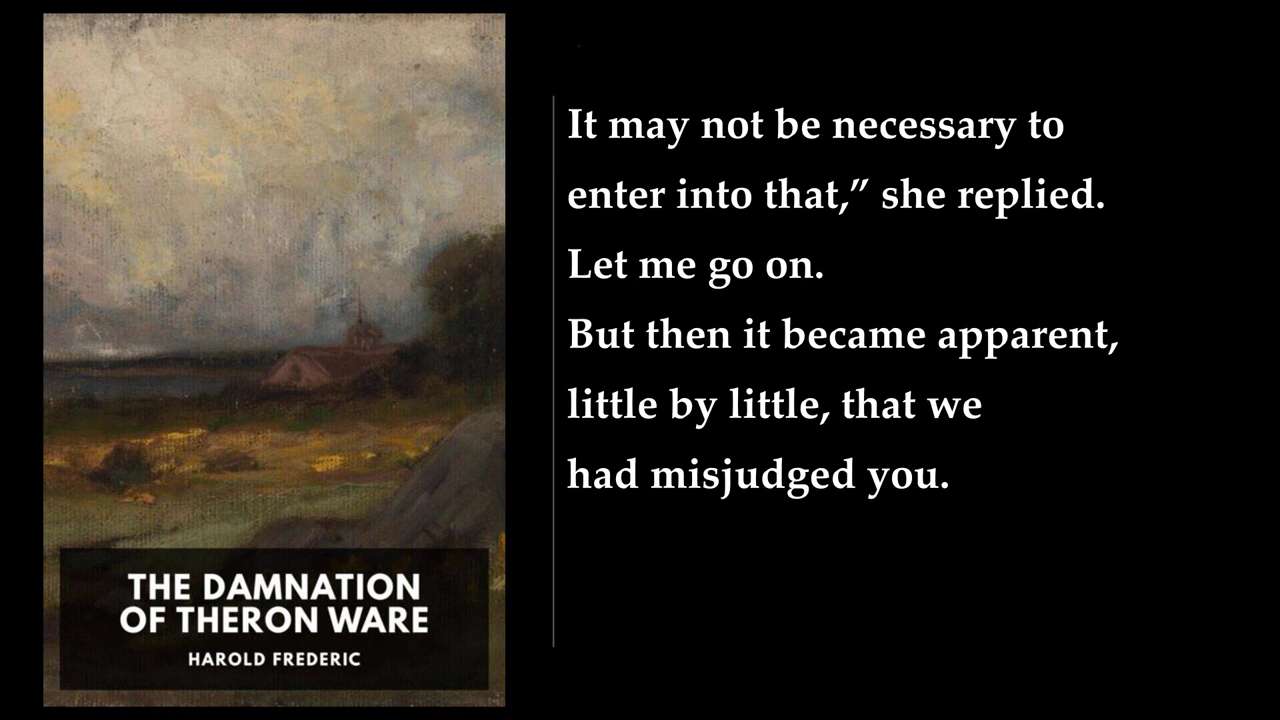 It may not be necessary to
enter into that,” she replied.
Let me go on.
But then it became apparent,
little by little, that we
had misjudged you.
THE DAMNATION
OF THERON WARE
HAROLD FREDERIC